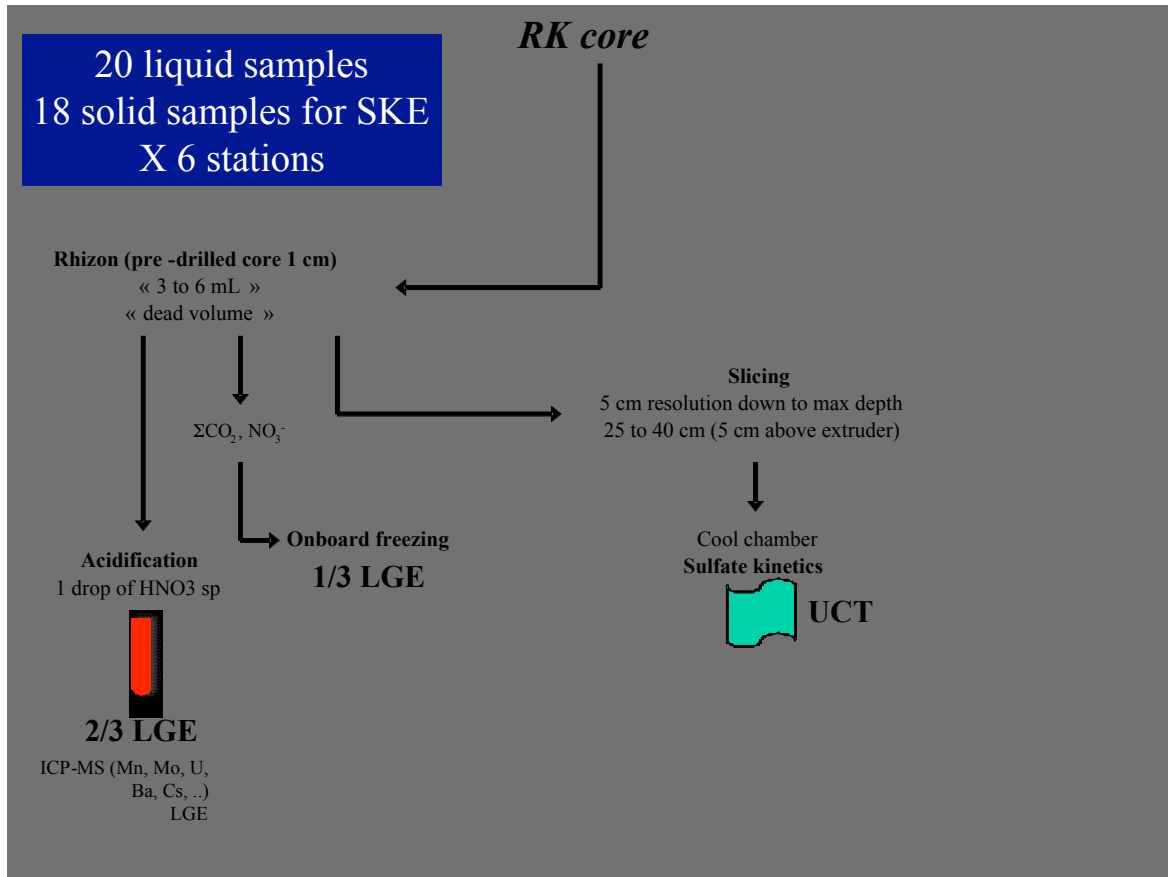 RK core
20 liquid samples
18 solid samples for SKE
X 6 stations
Rhizon (pre -drilled core 1 cm)
« 3 to 6 mL »
« dead volume »
ΣCO₂, NO₃⁻
Onboard freezing
1/3 LGE
Acidification
1 drop of HNO3 sp
2/3 LGE
ICP-MS (Mn, Mo, U,
Ba, Cs, ..)
LGE
Slicing
5 cm resolution down to max depth
25 to 40 cm (5 cm above extruder)
Cool chamber
Sulfate kinetics
UCT